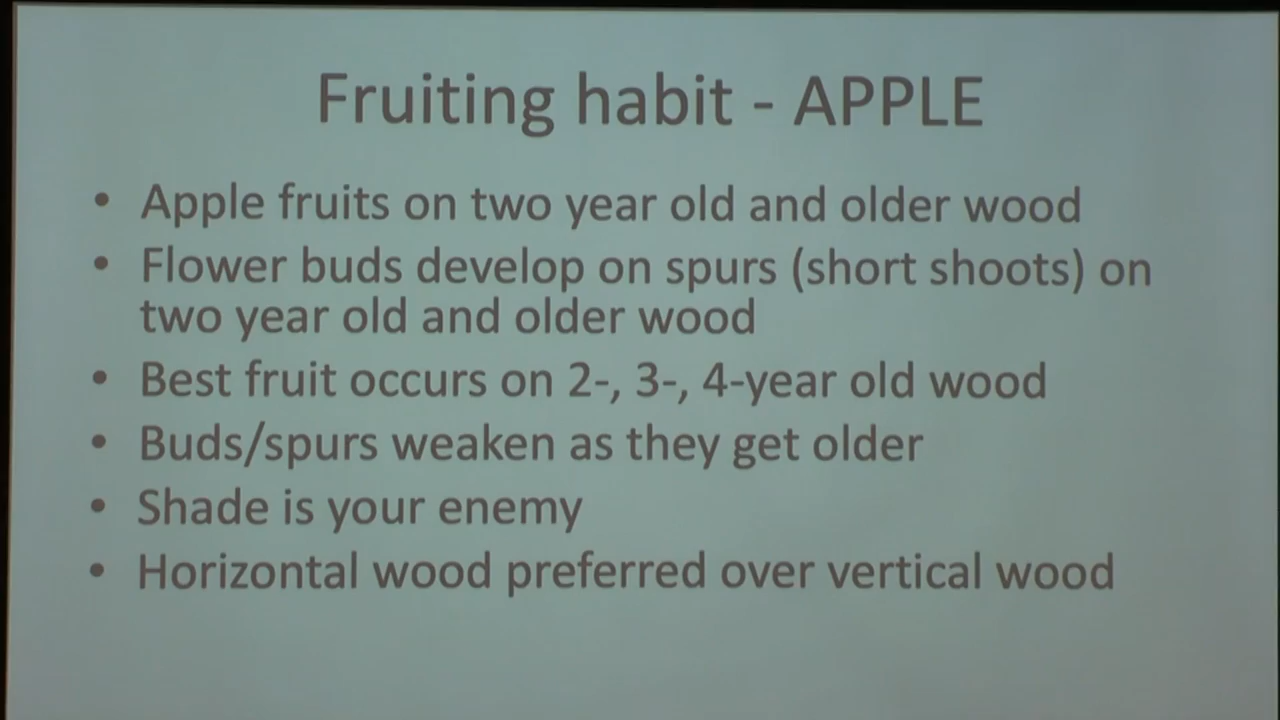 Fruiting habit - APPLE
• Apple fruits on two year old and older wood
• Flower buds develop on spurs (short shoots) on
two year old and older wood
• Best fruit occurs on 2-, 3-, 4-year old wood
• Buds/spurs weaken as they get older
• Shade is your enemy
• Horizontal wood preferred over vertical wood